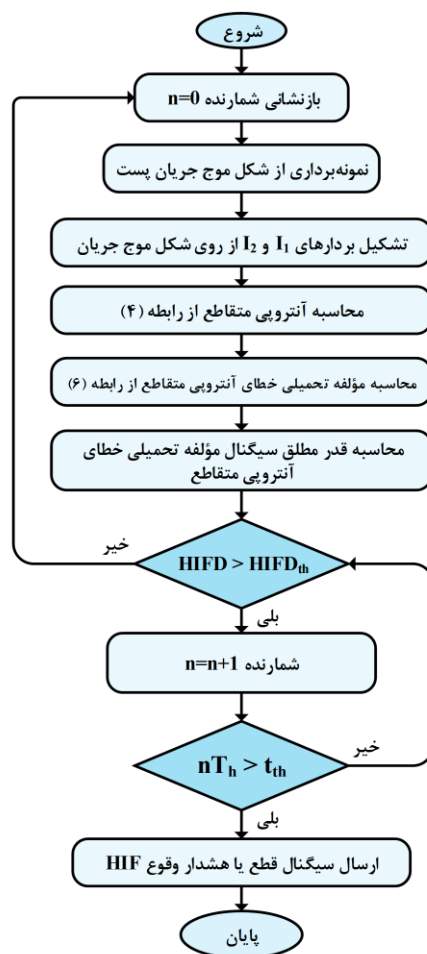 شروع
بازنشانی شمارنده n=0
نمونه‌برداری از شکل موج جریان پست
تشکیل بردارهای I₁ و I₂ از روی شکل موج جریان
محاسبه آنتروپی متقاطع از رابطه (۴)
محاسبه مؤلفه تحمیلی خطای آنتروپی متقاطع از رابطه (۶)
محاسبه قدر مطلق سیگنال مؤلفه تحمیلی خطای
آنتروپی متقاطع
خیر
HIFD > HIFDth
بلی
شمارنده n=n+1
خیر
nTh > tth
بلی
ارسال سیگنال قطع یا هشدار وقوع HIF
پایان